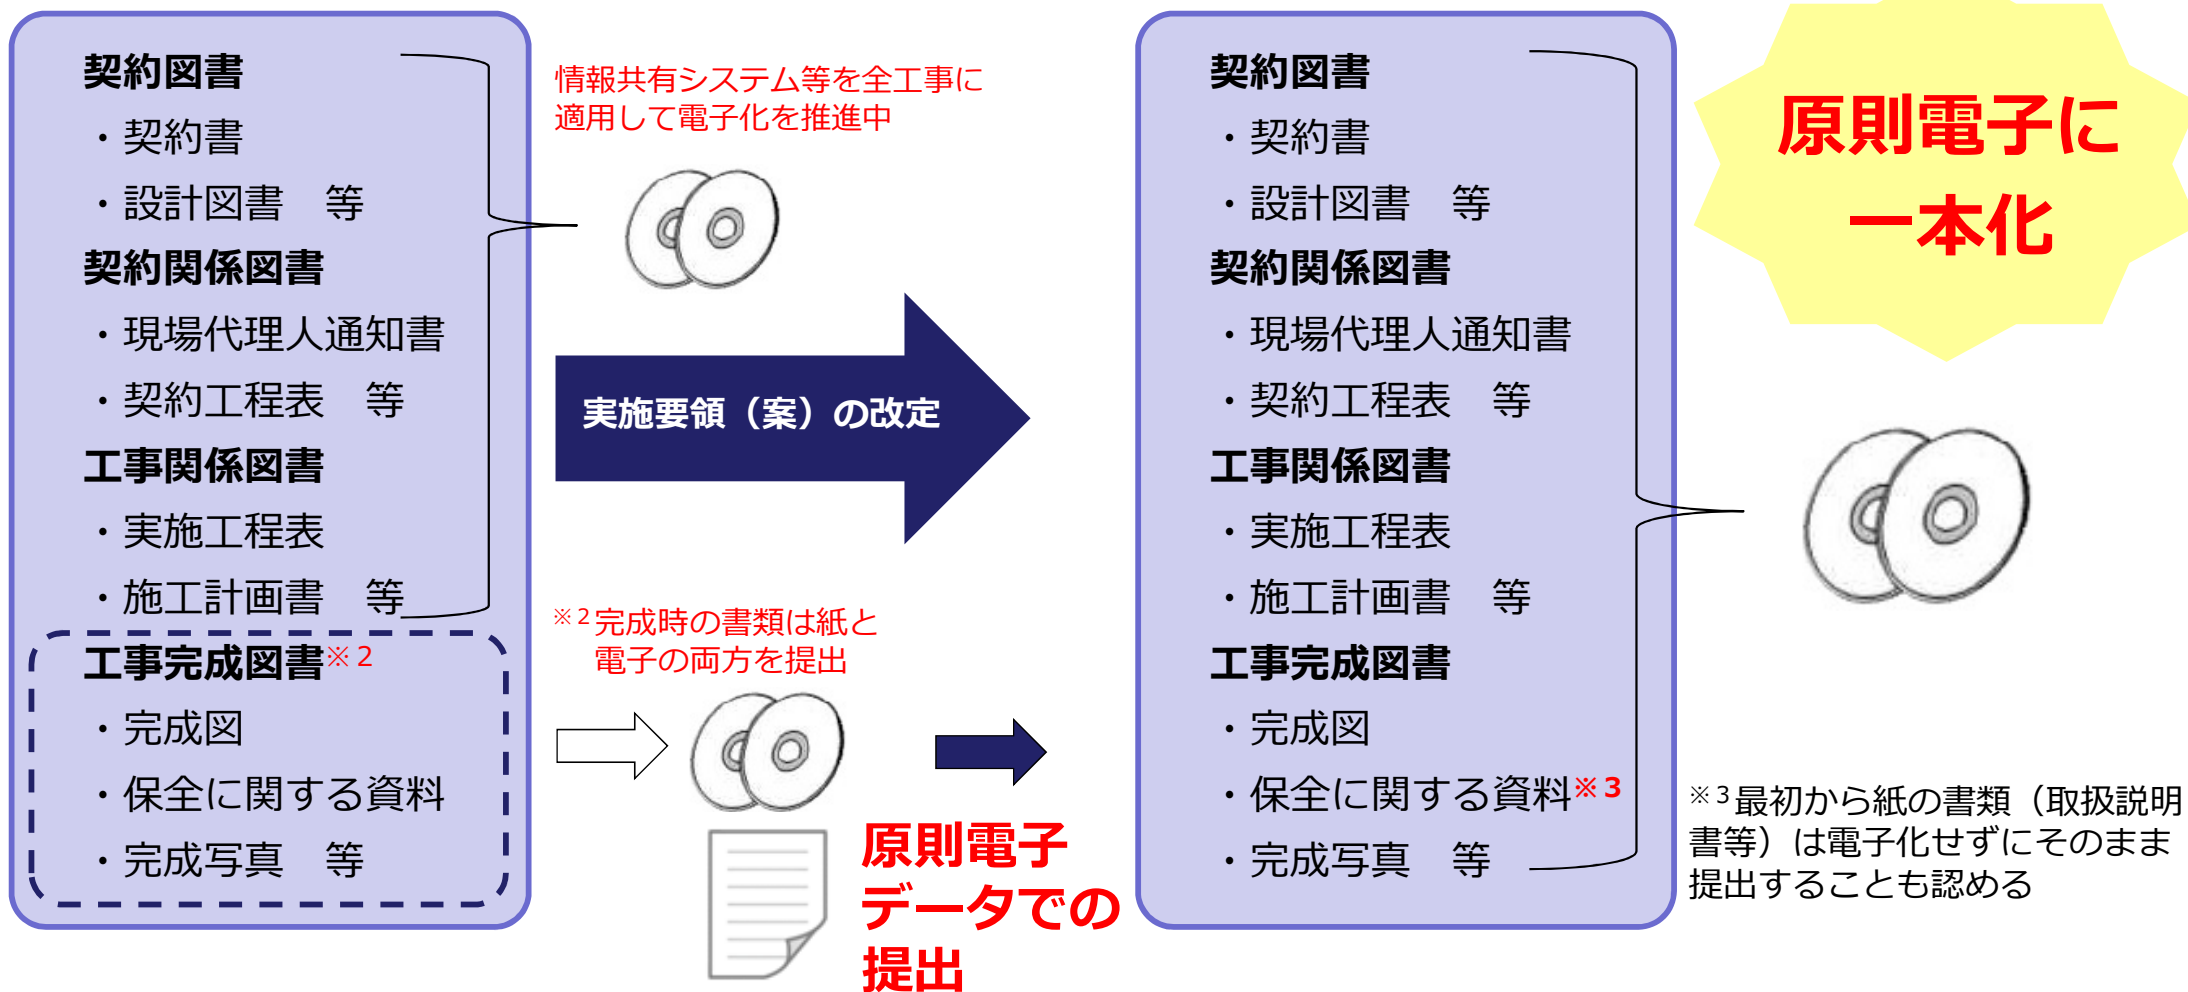 契約図書
・契約書
・設計図書　等
契約関係図書
・現場代理人通知書
・契約工程表　等
工事関係図書
・実施工程表
・施工計画書　等
工事完成図書※２
・完成図
・保全に関する資料
・完成写真　等
情報共有システム等を全工事に
適用して電子化を推進中
実施要領（案）の改定
※２完成時の書類は紙と
電子の両方を提出
原則電子
データでの
提出
契約図書
・契約書
・設計図書　等
契約関係図書
・現場代理人通知書
・契約工程表　等
工事関係図書
・実施工程表
・施工計画書　等
工事完成図書
・完成図
・保全に関する資料※３
・完成写真　等
原則電子に
一本化
※３最初から紙の書類（取扱説明
書等）は電子化せずにそのまま
提出することも認める